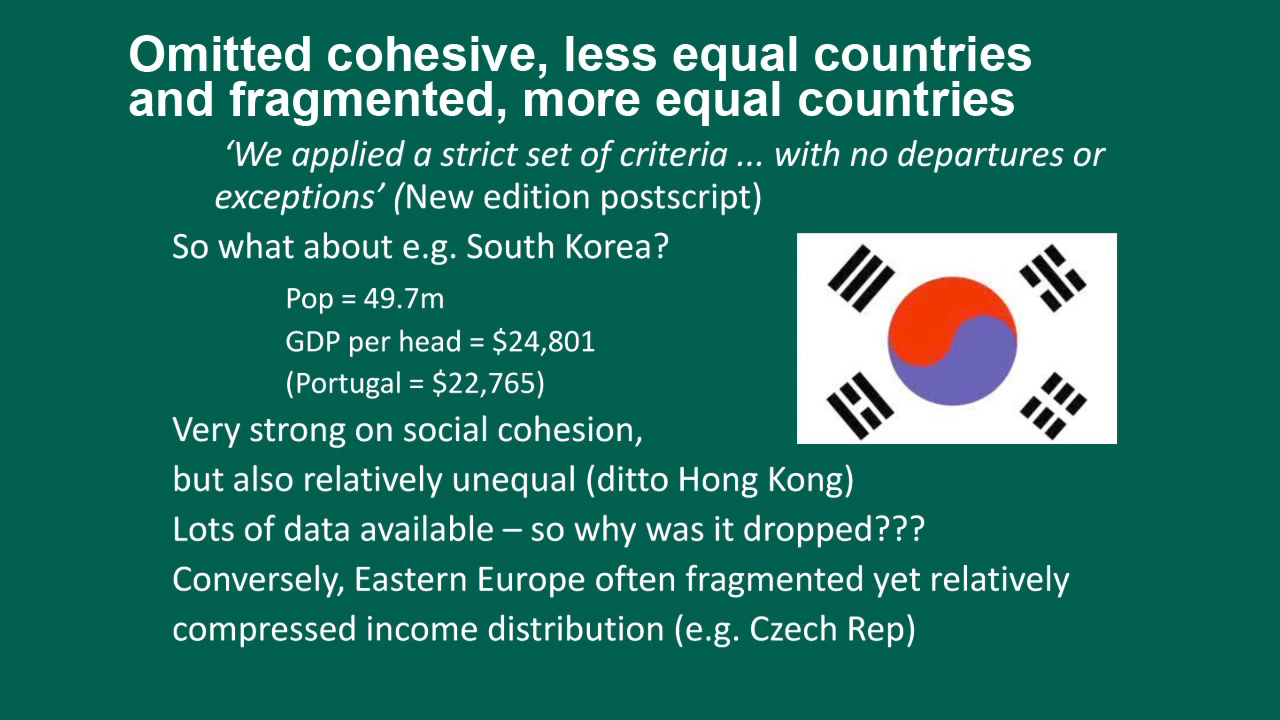 Omitted cohesive, less equal countries
and fragmented, more equal countries
‘We applied a strict set of criteria ... with no departures or
exceptions’ (New edition postscript)
So what about e.g. South Korea?
Pop = 49.7m
GDP per head = $24,801
(Portugal = $22,765)
Very strong on social cohesion,
but also relatively unequal (ditto Hong Kong)
Lots of data available – so why was it dropped???
Conversely, Eastern Europe often fragmented yet relatively
compressed income distribution (e.g. Czech Rep)